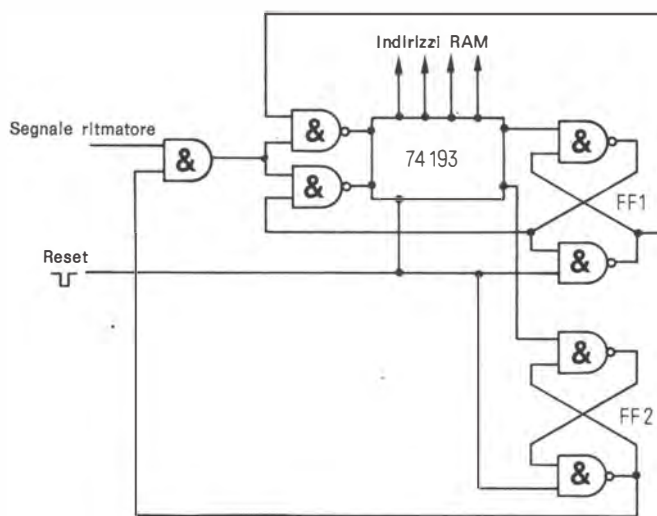 Indirizzi RAM
Segnale ritmatore
&
&
&
&
&
&
&
74193
FF1
Reset
FF2